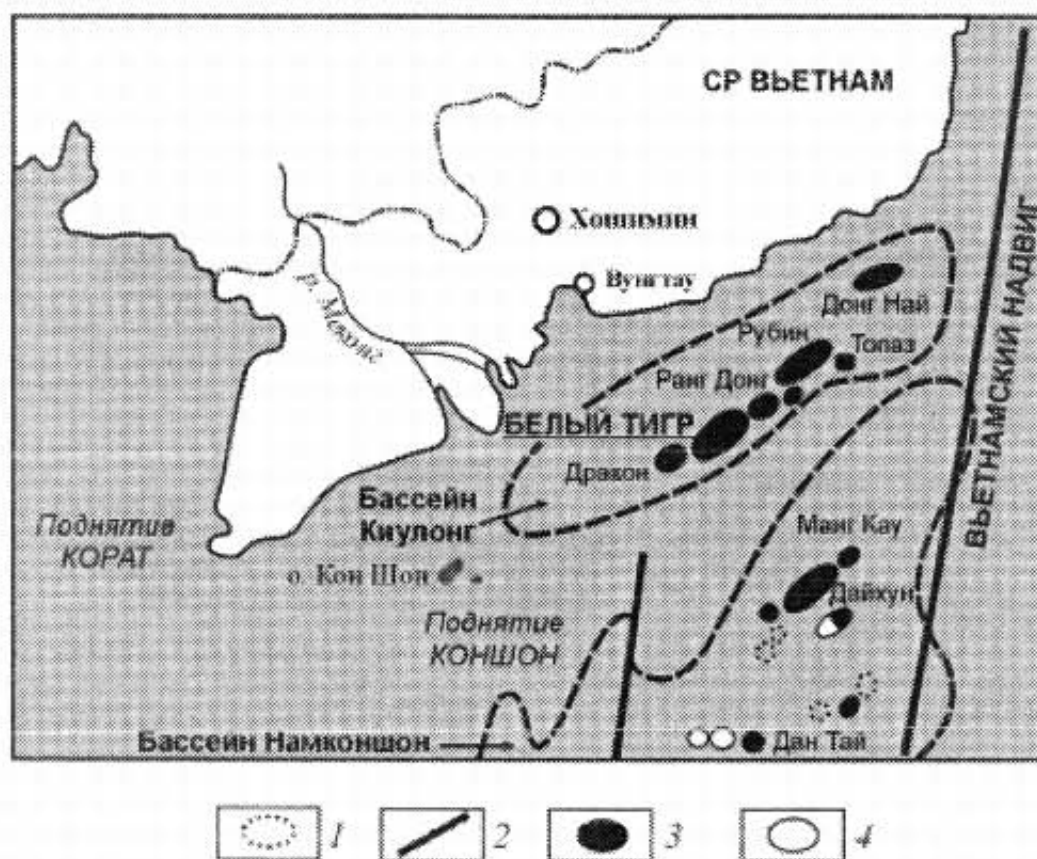 СР ВЬЕТНАМ
Хошимин
Вунгтау
р. Меконг
Донг Най
Рубин
Топаз
Ранг Донг
БЕЛЫЙ ТИГР
Дракон
ВЬЕТНАМСКИЙ НАДВИГ
Бассейн
Киулонг
Поднятив
КОРАТ
о. Кон Шон
Манг Кау
Дайхун
Поднятие
КОНШОН
Бассейн Намконшон
Дан Тай
1 2 3 4